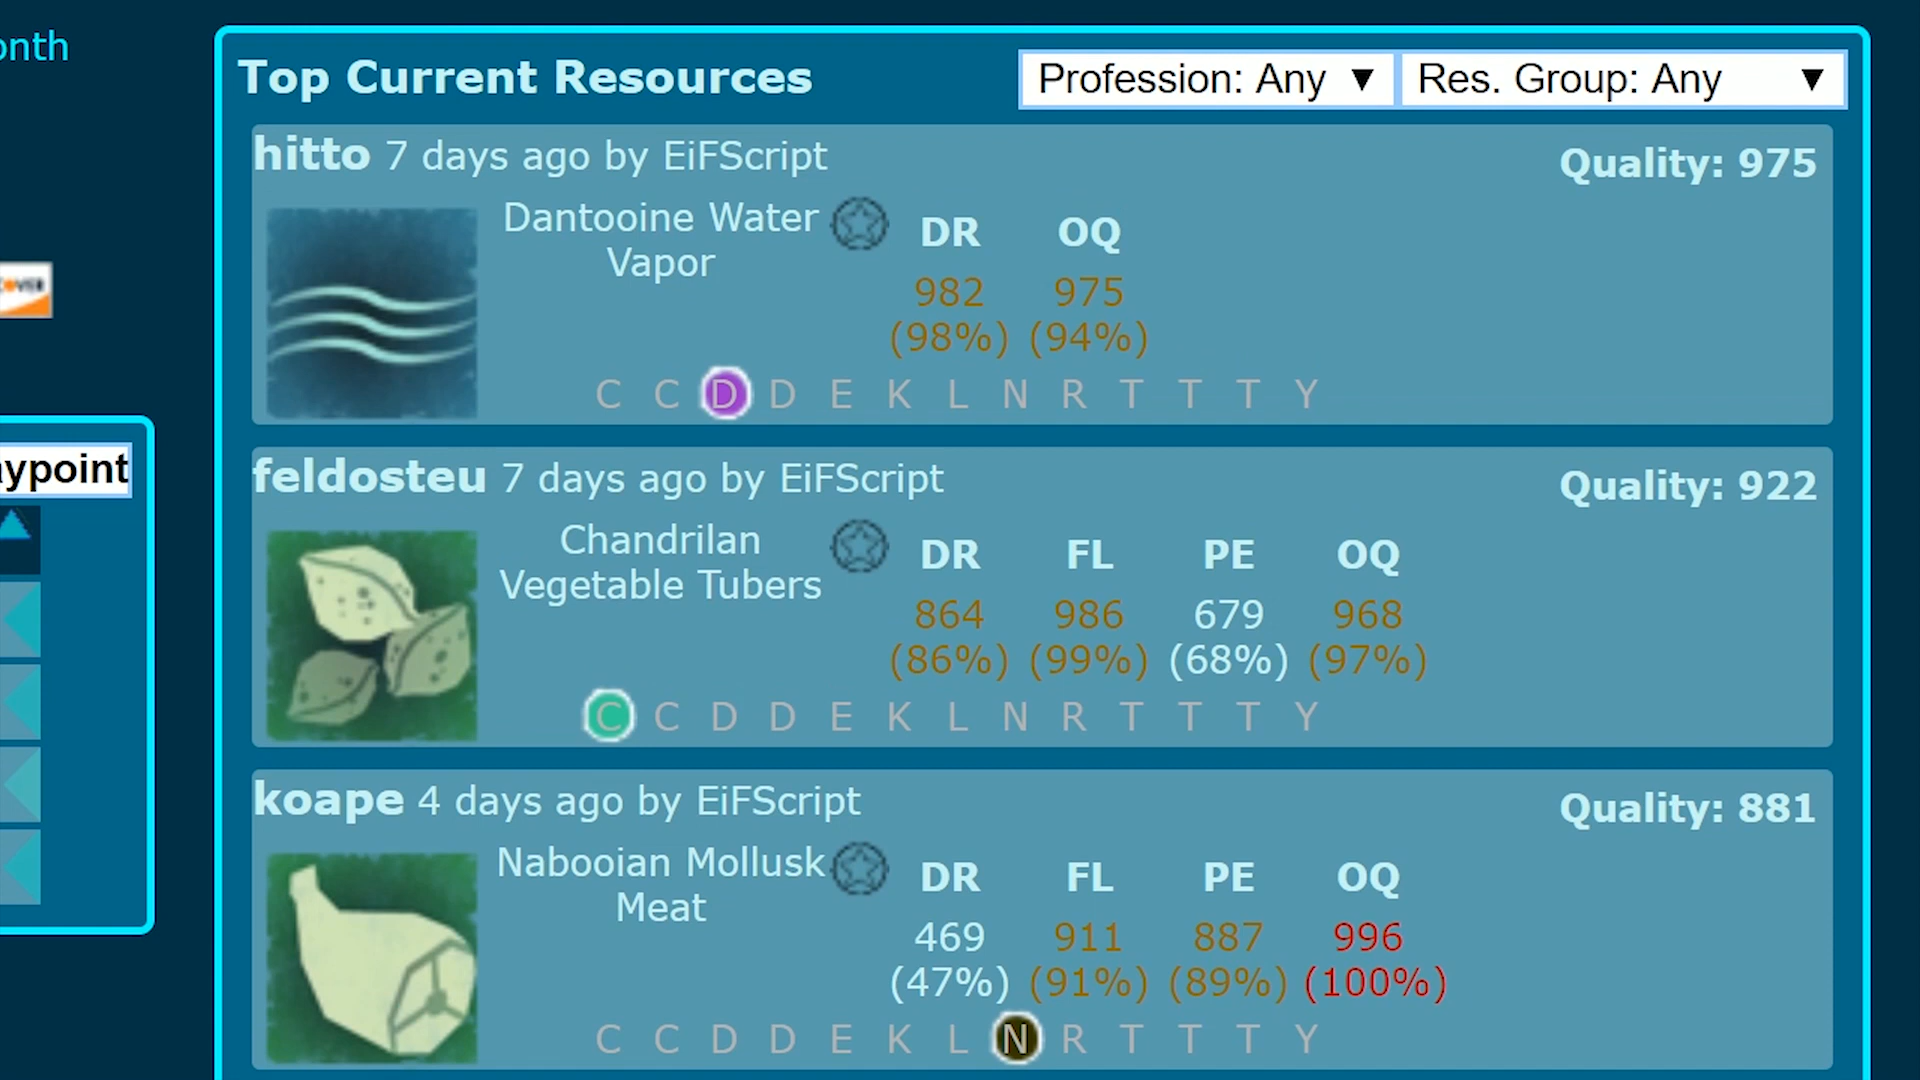 onth
Top Current Resources
Profession: Any ▼
Res. Group: Any ▼
hitto 7 days ago by EiFScript
Quality: 975
Dantooine Water
Vapor
DR OQ
982 975
(98%) (94%)
C C D D E K L N R T T T Y
feldosteu 7 days ago by EiFScript
Quality: 922
Chandrilan
Vegetable Tubers
DR FL PE OQ
864 986 679 968
(86%) (99%) (68%) (97%)
C C D D E K L N R T T T Y
koape 4 days ago by EiFScript
Quality: 881
Nabooian Mollusk
Meat
DR FL PE OQ
469 911 887 996
(47%) (91%) (89%) (100%)
C C D D E K L N R T T T Y
COVER
ypoint